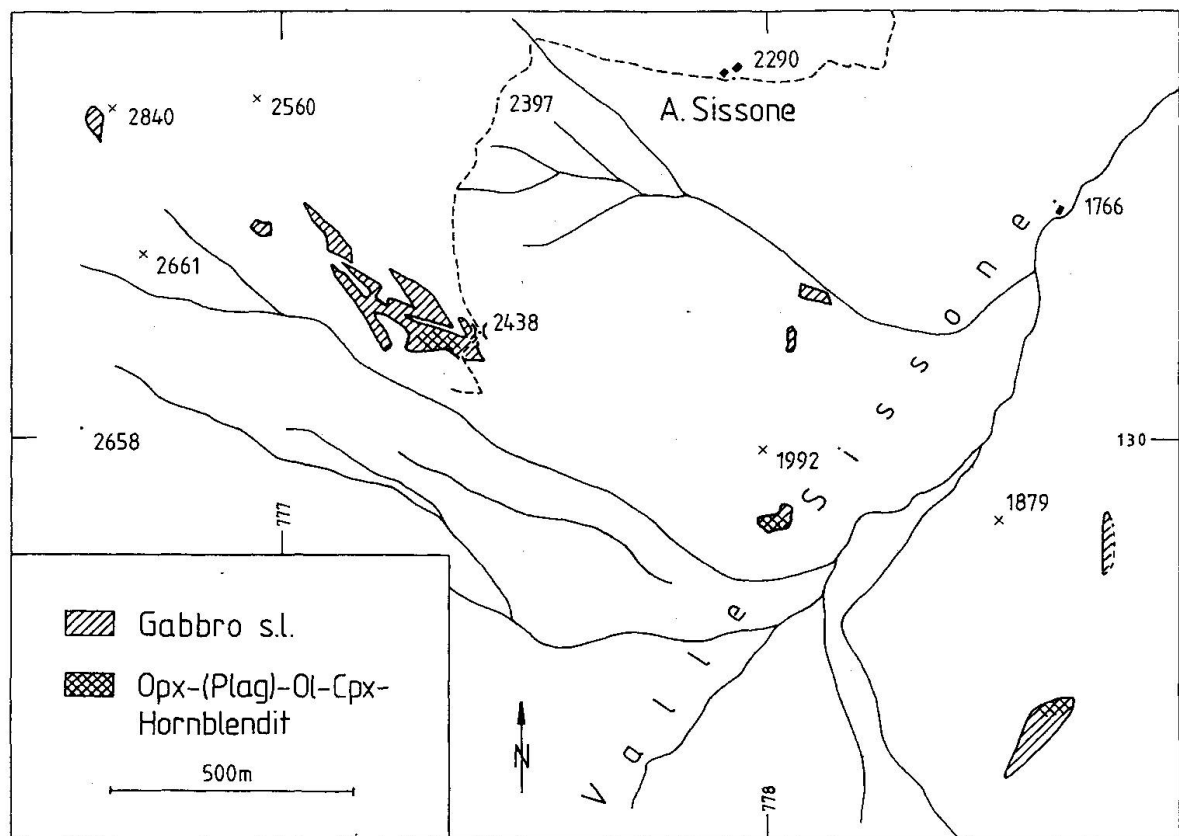 2290
2397
A. Sissone
2840
2560
1766
2661
2438
130
2658
1992
1879
777
Valle Sissone
Gabbro s.l.
Opx-(Plag)-Ol-Cpx-
Hornblendit
500m
N
778